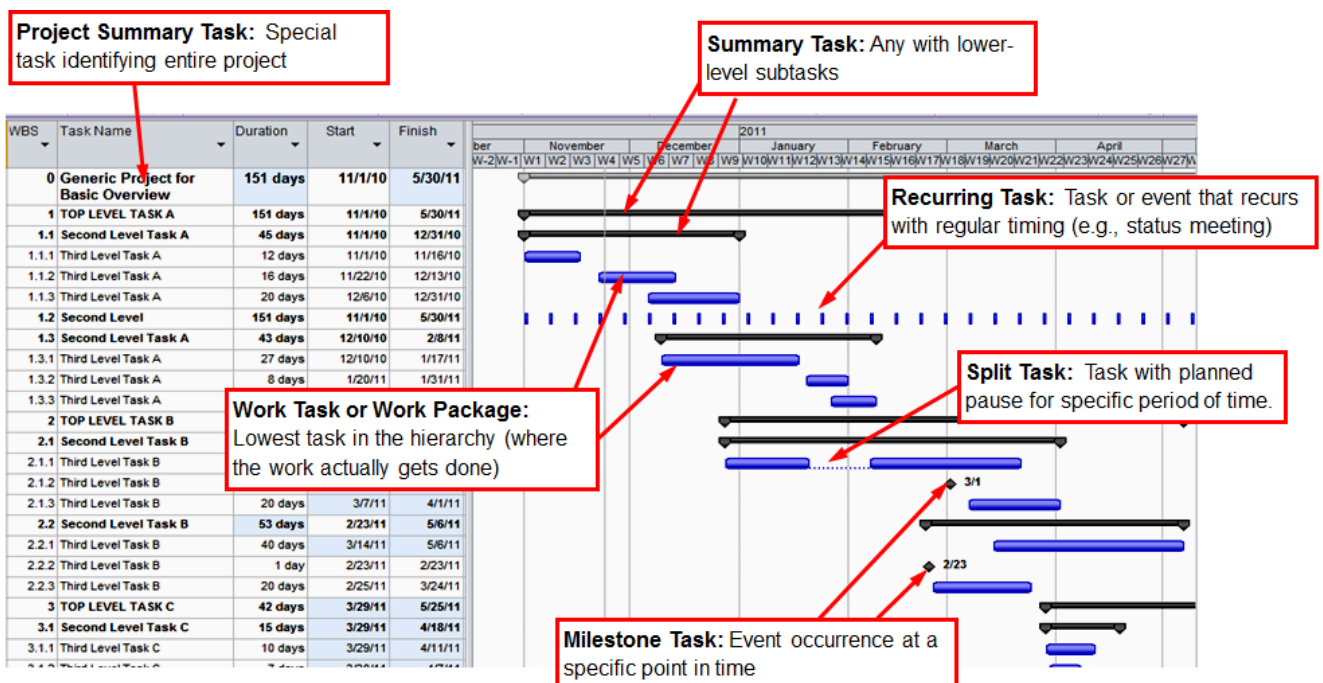 Project Summary Task: Special
task identifying entire project
Summary Task: Any with lower-
level subtasks
WBS Task Name Duration Start Finish
2011
ber November December January February March April
W-2 W-1 W1 W2 W3 W4 W5 W6 W7 W8 W9 W10 W11 W12 W13 W14 W15 W16 W17 W18 W19 W20 W21 W22 W23 W24 W25 W26 W27
0 Generic Project for 151 days 11/1/10 5/30/11
Basic Overview
Recurring Task: Task or event that recurs
with regular timing (e.g., status meeting)
1 TOP LEVEL TASK A 151 days 11/1/10 5/30/11
1.1 Second Level Task A 45 days 11/1/10 12/31/10
1.1.1 Third Level Task A 12 days 11/1/10 11/16/10
1.1.2 Third Level Task A 16 days 11/22/10 12/13/10
1.1.3 Third Level Task A 20 days 12/6/10 12/31/10
1.2 Second Level 151 days 11/1/10 5/30/11
1.3 Second Level Task A 43 days 12/10/10 2/8/11
1.3.1 Third Level Task A 27 days 12/10/10 1/17/11
1.3.2 Third Level Task A 8 days 1/20/11 1/31/11
1.3.3 Third Level Task A
Split Task: Task with planned
pause for specific period of time.
Work Task or Work Package:
Lowest task in the hierarchy (where
the work actually gets done)
2 TOP LEVEL TASK B
2.1 Second Level Task B
2.1.1 Third Level Task B
2.1.2 Third Level Task B 3/1
2.1.3 Third Level Task B 20 days 3/7/11 4/1/11
2.2 Second Level Task B 53 days 2/23/11 5/6/11
2.2.1 Third Level Task B 40 days 3/14/11 5/6/11
2.2.2 Third Level Task B 1 day 2/23/11 2/23/11 2/23
2.2.3 Third Level Task B 20 days 2/25/11 3/24/11
3 TOP LEVEL TASK C 42 days 3/29/11 5/25/11
3.1 Second Level Task C 15 days 3/29/11 4/18/11
3.1.1 Third Level Task C 10 days 3/29/11 4/11/11
Milestone Task: Event occurrence at a
specific point in time